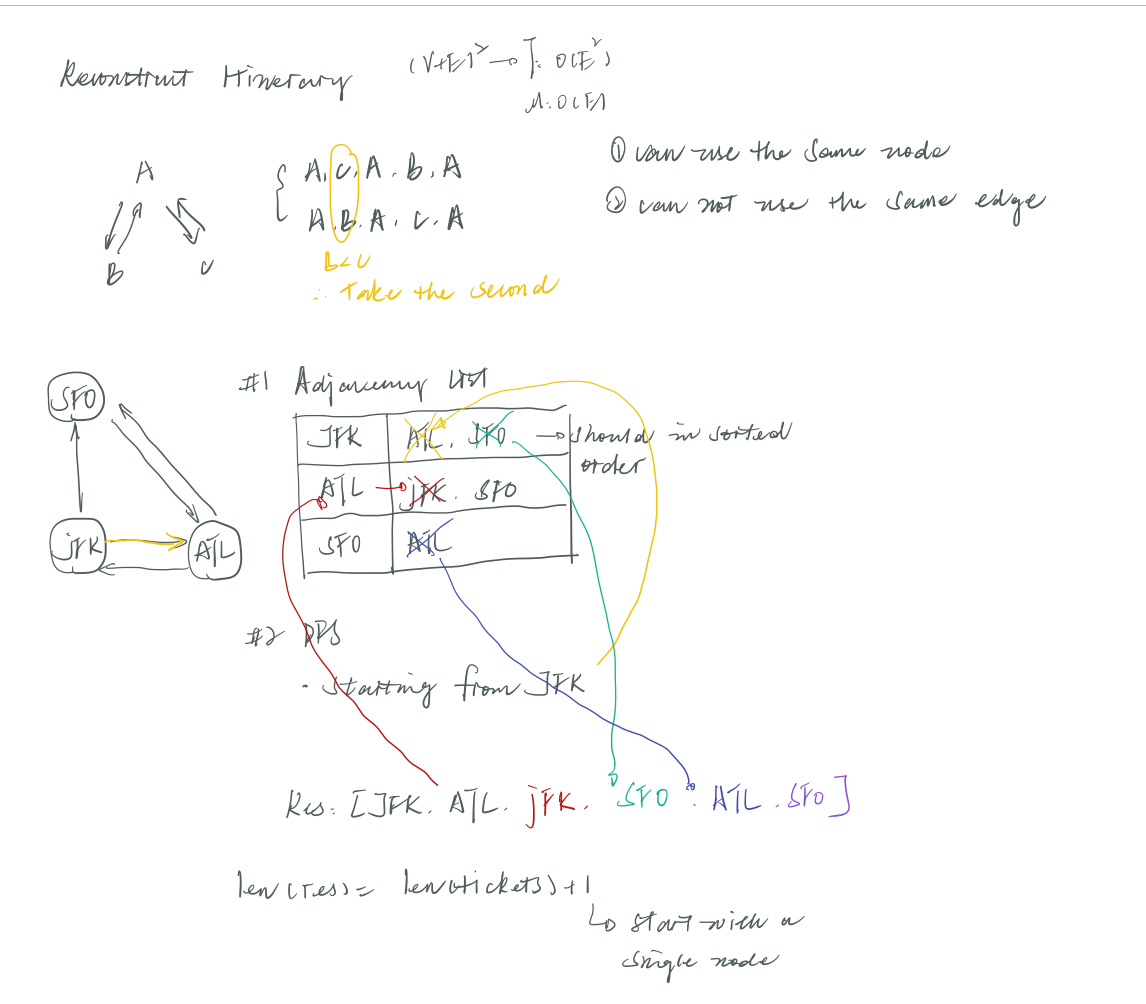 Reconstruct Itinerary
(V+E)² → T: O(E²)
M: O(E)
A
B
C
{ A, C, A, B, A
A, B, A, C, A
B<C
∴ Take the second
① can use the same node
② can not use the same edge
SFO
JFK
ATL
#1 Adjacency List
JFK ATL, SFO → should in sorted order
ATL → JFK, SFO
SFO ATL
#2 DFS
- Starting from JFK
Res: [JFK, ATL, JFK, SFO, ATL, SFO]
len(res) = len(tickets) + 1
↳ start with a
single node